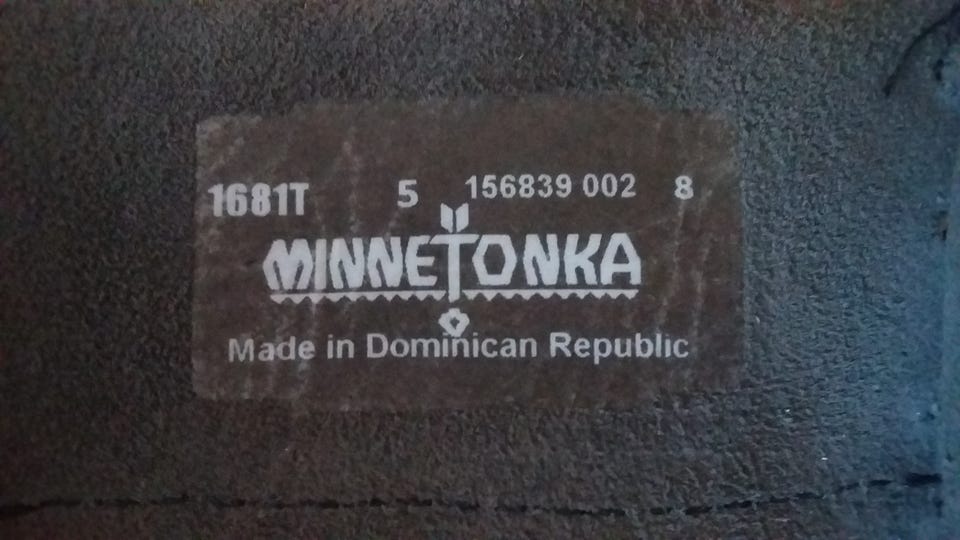 1681T 5 156839 002 8
MINNETONKA
Made in Dominican Republic